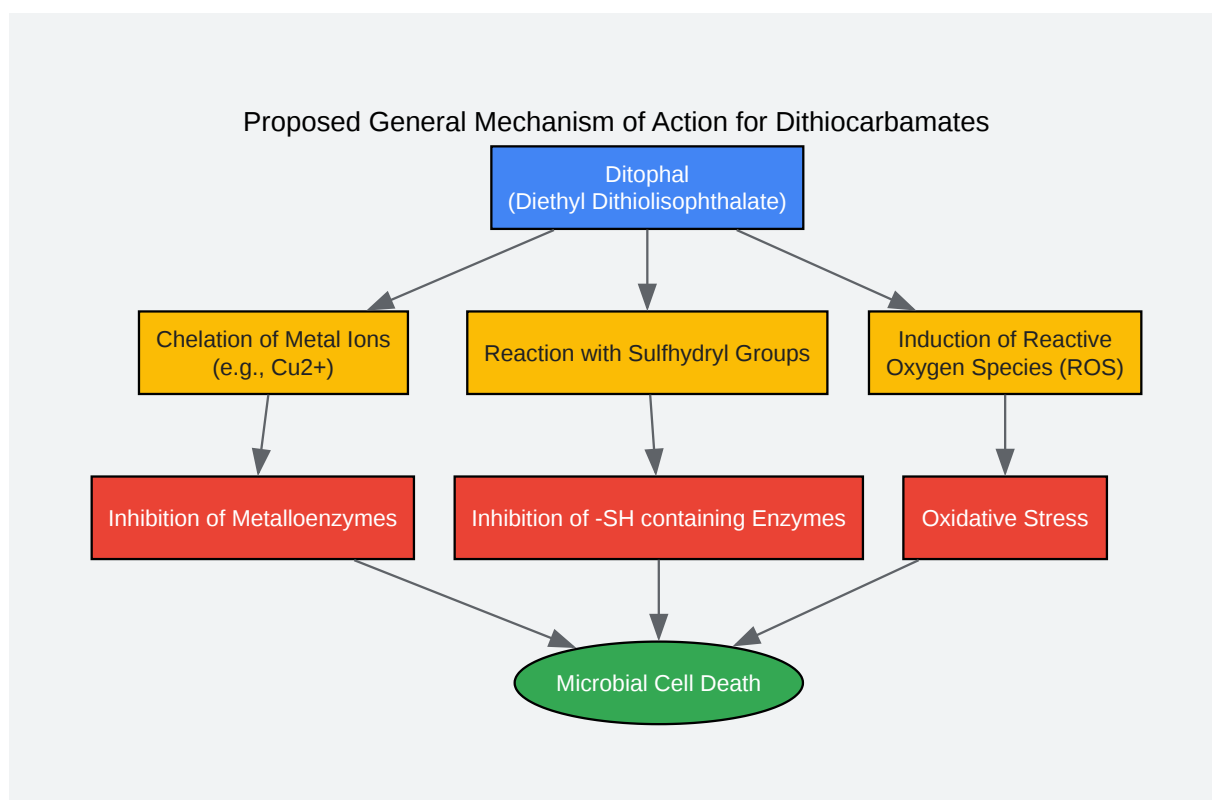 Proposed General Mechanism of Action for Dithiocarbamates
Ditophal
(Diethyl Dithiolisophthalate)
Chelation of Metal Ions
(e.g., Cu2+)
Reaction with Sulfhydryl Groups
Induction of Reactive
Oxygen Species (ROS)
Inhibition of Metalloenzymes
Inhibition of -SH containing Enzymes
Oxidative Stress
Microbial Cell Death